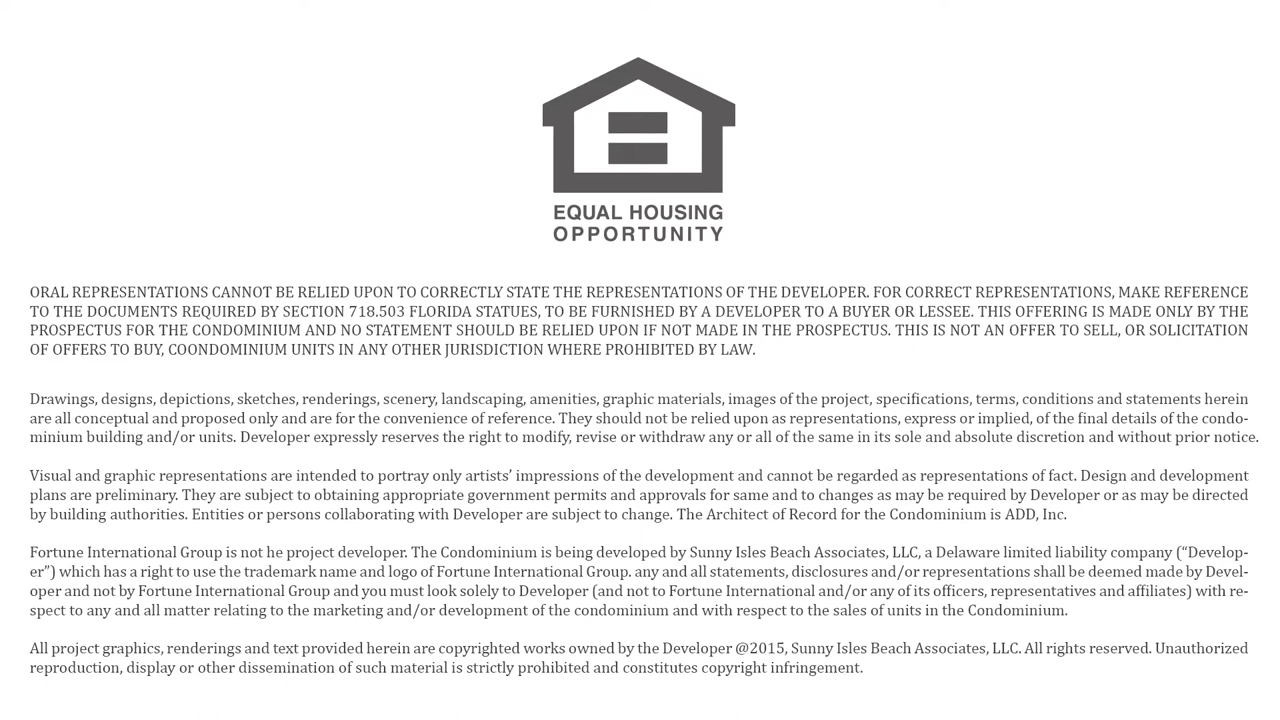 EQUAL HOUSING
OPPORTUNITY
ORAL REPRESENTATIONS CANNOT BE RELIED UPON TO CORRECTLY STATE THE REPRESENTATIONS OF THE DEVELOPER. FOR CORRECT REPRESENTATIONS, MAKE REFERENCE
TO THE DOCUMENTS REQUIRED BY SECTION 718.503 FLORIDA STATUES, TO BE FURNISHED BY A DEVELOPER TO A BUYER OR LESSEE. THIS OFFERING IS MADE ONLY BY THE
PROSPECTUS FOR THE CONDOMINIUM AND NO STATEMENT SHOULD BE RELIED UPON IF NOT MADE IN THE PROSPECTUS. THIS IS NOT AN OFFER TO SELL, OR SOLICITATION
OF OFFERS TO BUY, COONDOMINIUM UNITS IN ANY OTHER JURISDICTION WHERE PROHIBITED BY LAW.
Drawings, designs, depictions, sketches, renderings, scenery, landscaping, amenities, graphic materials, images of the project, specifications, terms, conditions and statements herein
are all conceptual and proposed only and are for the convenience of reference. They should not be relied upon as representations, express or implied, of the final details of the condo-
minium building and/or units. Developer expressly reserves the right to modify, revise or withdraw any or all of the same in its sole and absolute discretion and without prior notice.
Visual and graphic representations are intended to portray only artists’ impressions of the development and cannot be regarded as representations of fact. Design and development
plans are preliminary. They are subject to obtaining appropriate government permits and approvals for same and to changes as may be required by Developer or as may be directed
by building authorities. Entities or persons collaborating with Developer are subject to change. The Architect of Record for the Condominium is ADD, Inc.
Fortune International Group is not he project developer. The Condominium is being developed by Sunny Isles Beach Associates, LLC, a Delaware limited liability company (“Develop-
er”) which has a right to use the trademark name and logo of Fortune International Group. any and all statements, disclosures and/or representations shall be deemed made by Devel-
oper and not by Fortune International Group and you must look solely to Developer (and not to Fortune International and/or any of its officers, representatives and affiliates) with re-
spect to any and all matter relating to the marketing and/or development of the condominium and with respect to the sales of units in the Condominium.
All project graphics, renderings and text provided herein are copyrighted works owned by the Developer @2015, Sunny Isles Beach Associates, LLC. All rights reserved. Unauthorized
reproduction, display or other dissemination of such material is strictly prohibited and constitutes copyright infringement.